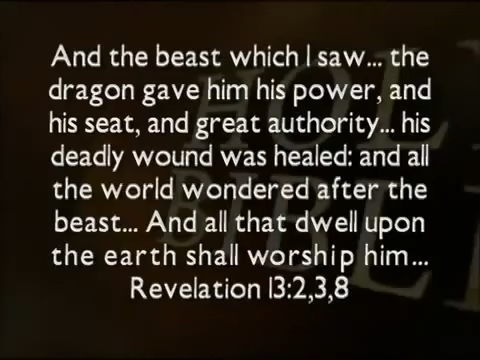 And the beast which I saw... the
dragon gave him his power, and
his seat, and great authority... his
deadly wound was healed: and all
the world wondered after the
beast... And all that dwell upon
the earth shall worship him...
Revelation 13:2,3,8
HOLY
BIBLE